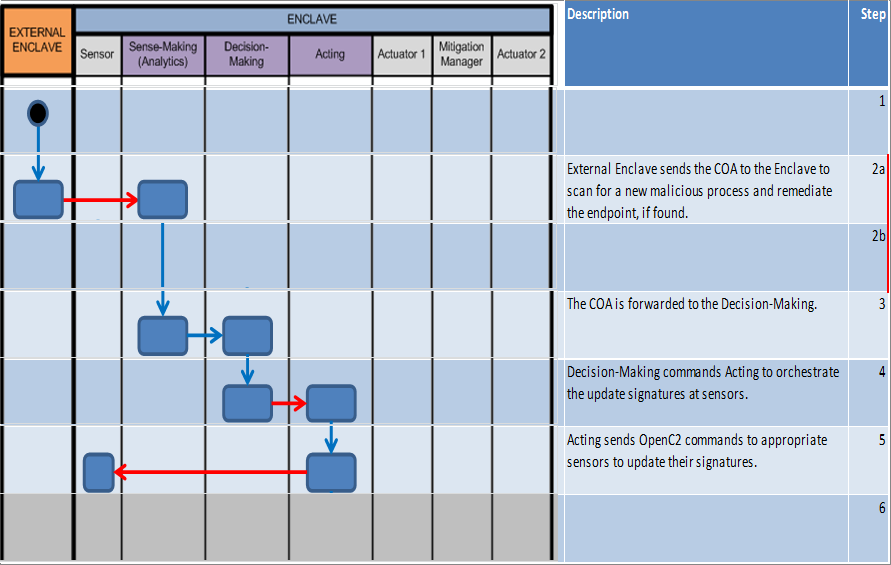 EXTERNAL
ENCLAVE
ENCLAVE
Sensor
Sense-Making
(Analytics)
Decision-
Making
Acting
Actuator 1
Mitigation
Manager
Actuator 2
Description
Step
1
External Enclave sends the COA to the Enclave to
scan for a new malicious process and remediate
the endpoint, if found.
2a
2b
The COA is forwarded to the Decision-Making.
3
Decision-Making commands Acting to orchestrate
the update signatures at sensors.
4
Acting sends OpenC2 commands to appropriate
sensors to update their signatures.
5
6